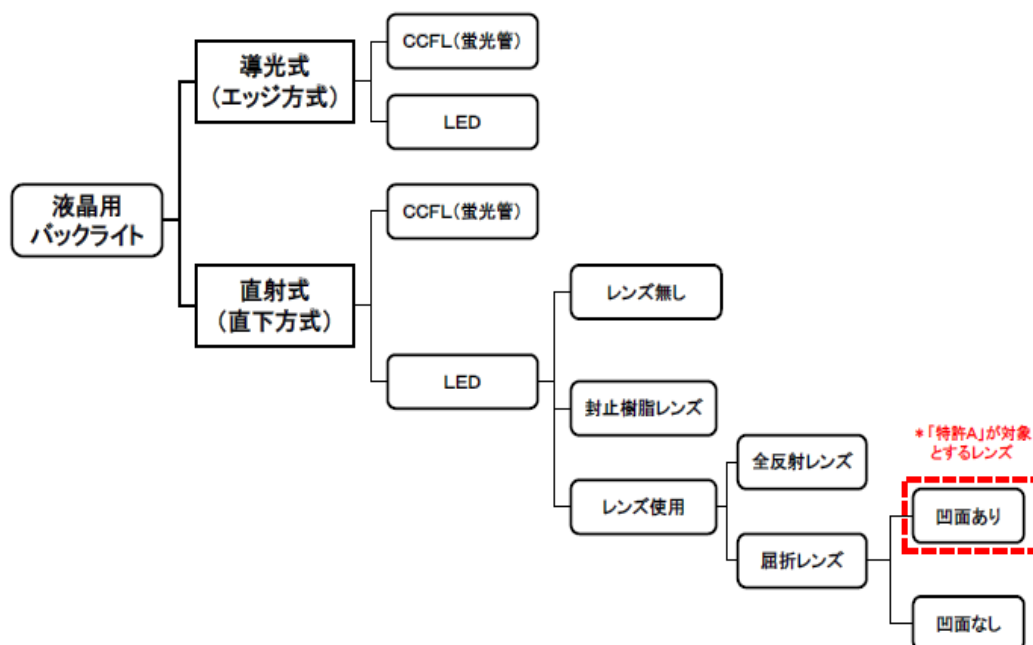 液晶用
バックライト
導光式
(エッジ方式)
CCFL(蛍光管)
LED
直射式
(直下方式)
CCFL(蛍光管)
LED
レンズ無し
封止樹脂レンズ
レンズ使用
全反射レンズ
屈折レンズ
*「特許A」が対象
とするレンズ
凹面あり
凹面なし